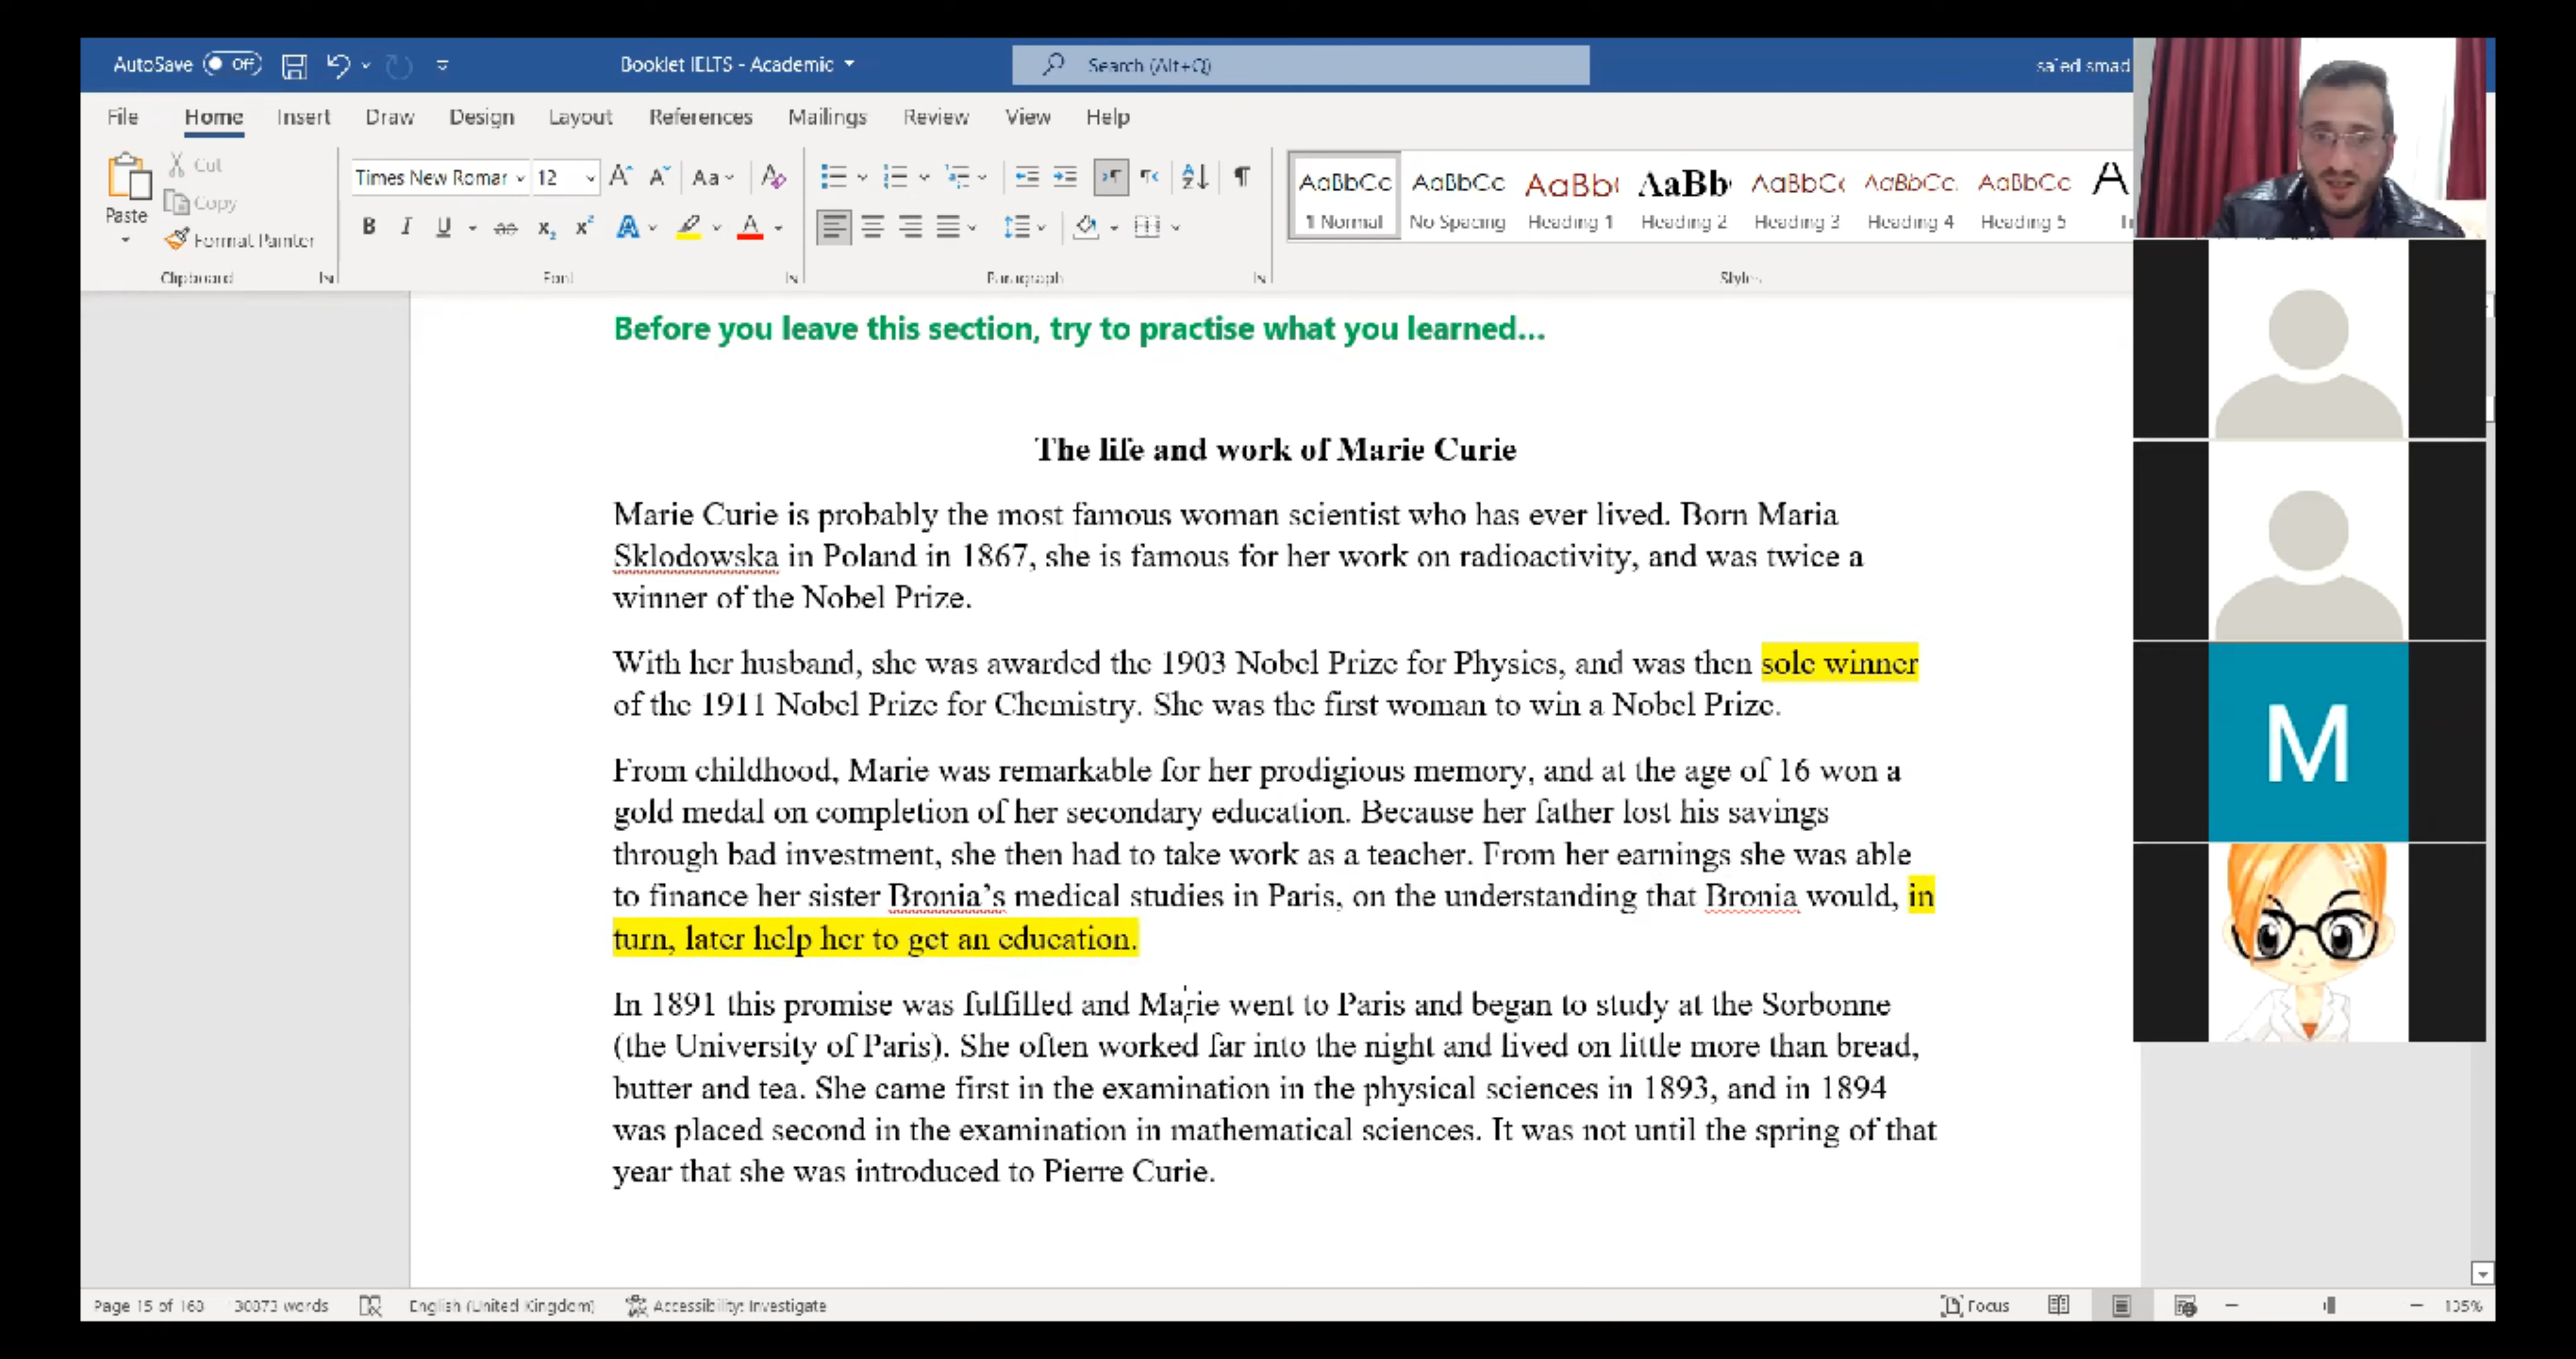 AutoSave Off Booklet IELTS - Academic Search (Alt+Q) saied smad
File Home Insert Draw Design Layout References Mailings Review View Help
Paste Cut Copy Format Painter
Times New Romar 12
Clipboard Font Paragraph Styles
AaBbCc AaBbCc AaBb( AaBb AaBbC( AaBbCc. AaBbCc A
¶ Normal No Spacing Heading 1 Heading 2 Heading 3 Heading 4 Heading 5
Before you leave this section, try to practise what you learned...
The life and work of Marie Curie
Marie Curie is probably the most famous woman scientist who has ever lived. Born Maria
Sklodowska in Poland in 1867, she is famous for her work on radioactivity, and was twice a
winner of the Nobel Prize.
With her husband, she was awarded the 1903 Nobel Prize for Physics, and was then sole winner
of the 1911 Nobel Prize for Chemistry. She was the first woman to win a Nobel Prize.
From childhood, Marie was remarkable for her prodigious memory, and at the age of 16 won a
gold medal on completion of her secondary education. Because her father lost his savings
through bad investment, she then had to take work as a teacher. From her earnings she was able
to finance her sister Bronia's medical studies in Paris, on the understanding that Bronia would, in
turn, later help her to get an education.
In 1891 this promise was fulfilled and Marie went to Paris and began to study at the Sorbonne
(the University of Paris). She often worked far into the night and lived on little more than bread,
butter and tea. She came first in the examination in the physical sciences in 1893, and in 1894
was placed second in the examination in mathematical sciences. It was not until the spring of that
year that she was introduced to Pierre Curie.
M
Page 15 of 168 30873 words English (United Kingdom) Accessibility: Investigate Focus 135%